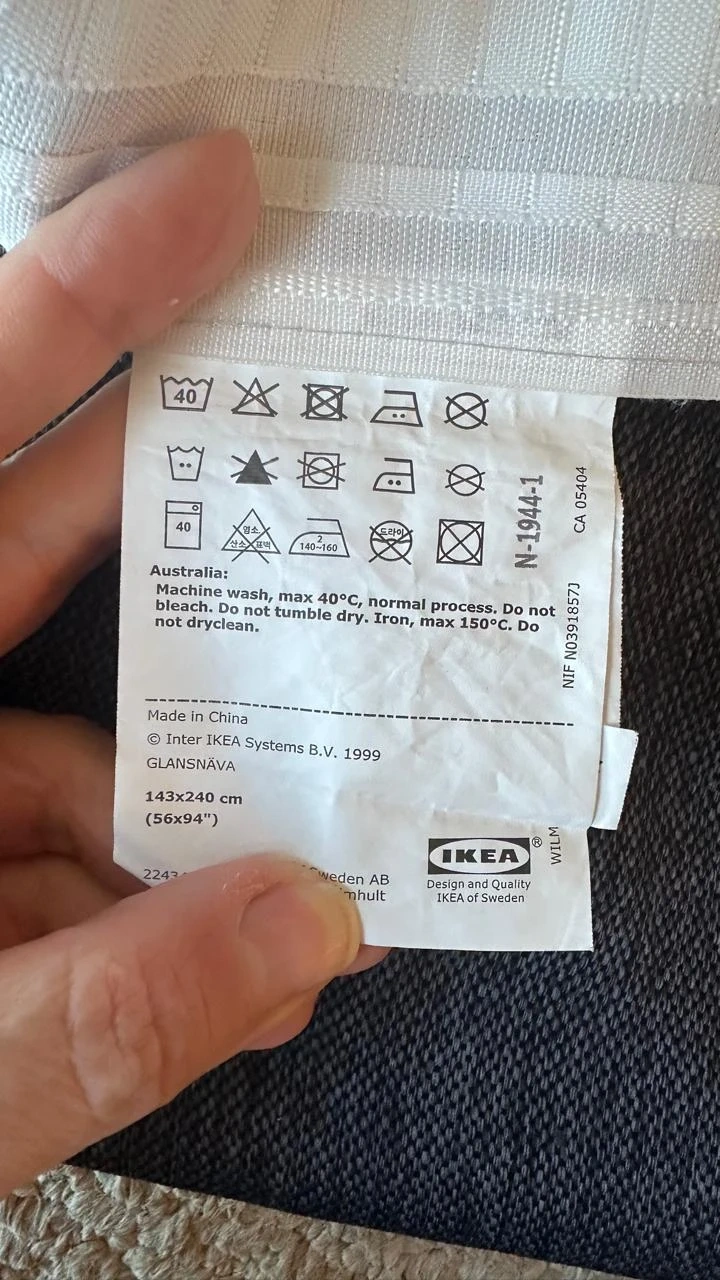 40
40
2
140~160
염소
산소 표백
드라이
N-1944-1
CA 05404
NIF N0391857J
Australia:
Machine wash, max 40°C, normal process. Do not
bleach. Do not tumble dry. Iron, max 150°C. Do
not dryclean.
Made in China
© Inter IKEA Systems B.V. 1999
GLANSNÄVA
143x240 cm
(56x94")
2243
Sweden AB
IKEA®
Design and Quality
IKEA of Sweden
WILM